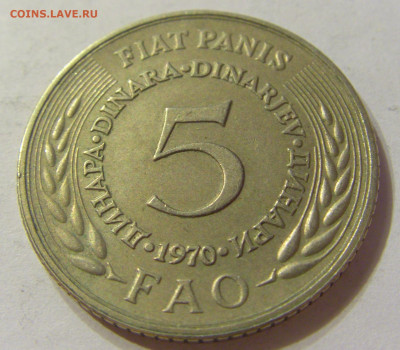 COINS.LAVE.RU
FIAT PANIS
ДИНАРА·DINARA·DINARJEV·ДИНАРИ
5
·1970·
FAO